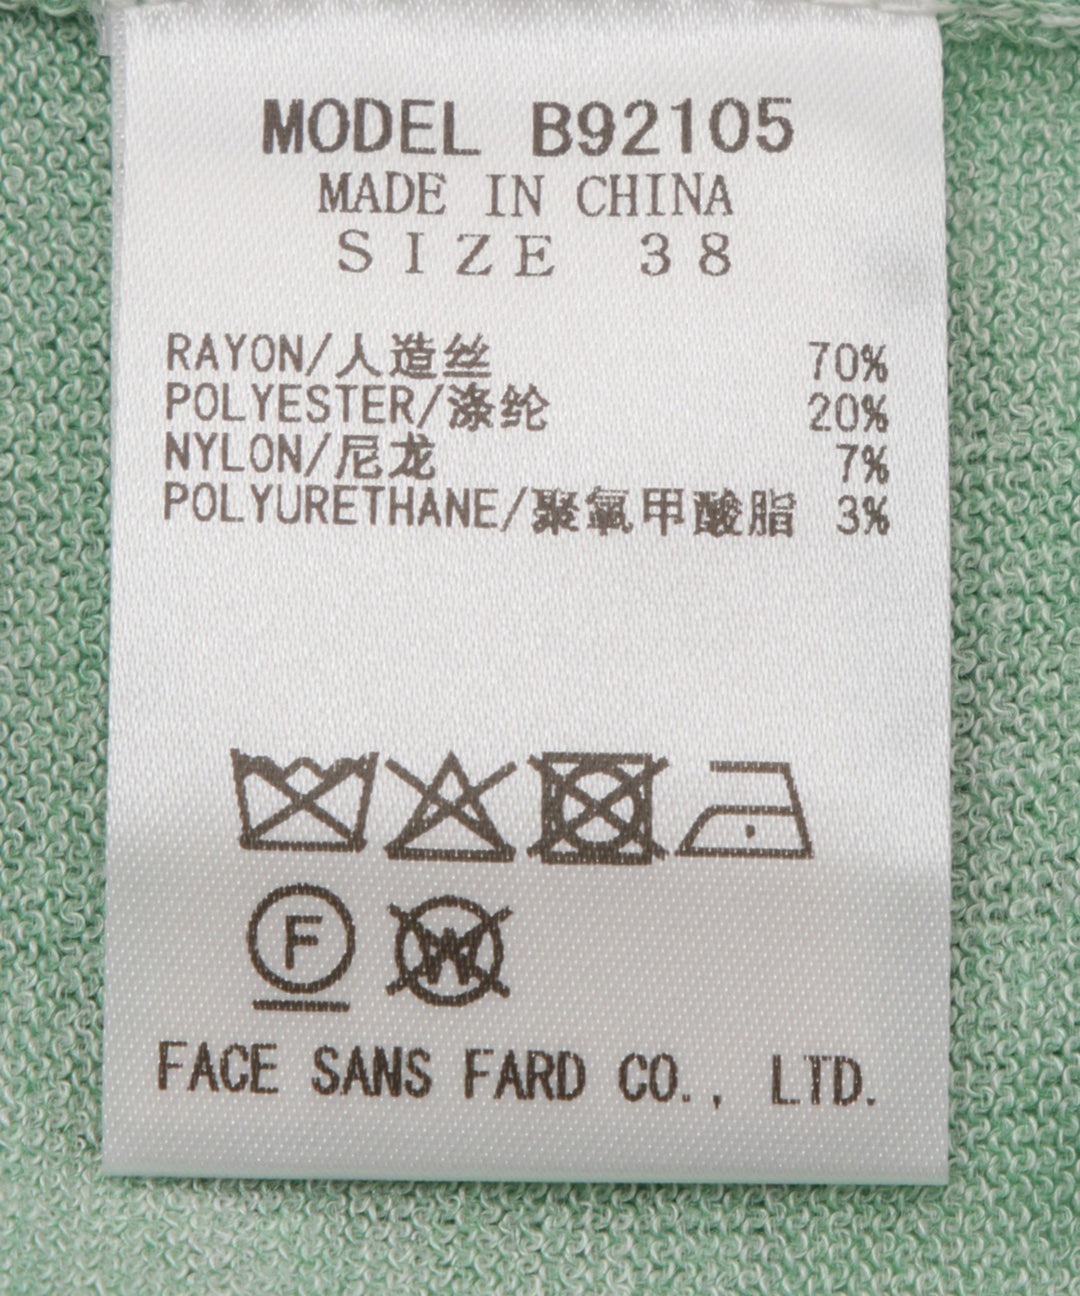 MODEL B92105
MADE IN CHINA
SIZE 38
RAYON/人造丝 70%
POLYESTER/涤纶 20%
NYLON/尼龙 7%
POLYURETHANE/聚氰甲酸脂 3%
F W
FACE SANS FARD CO., LTD.